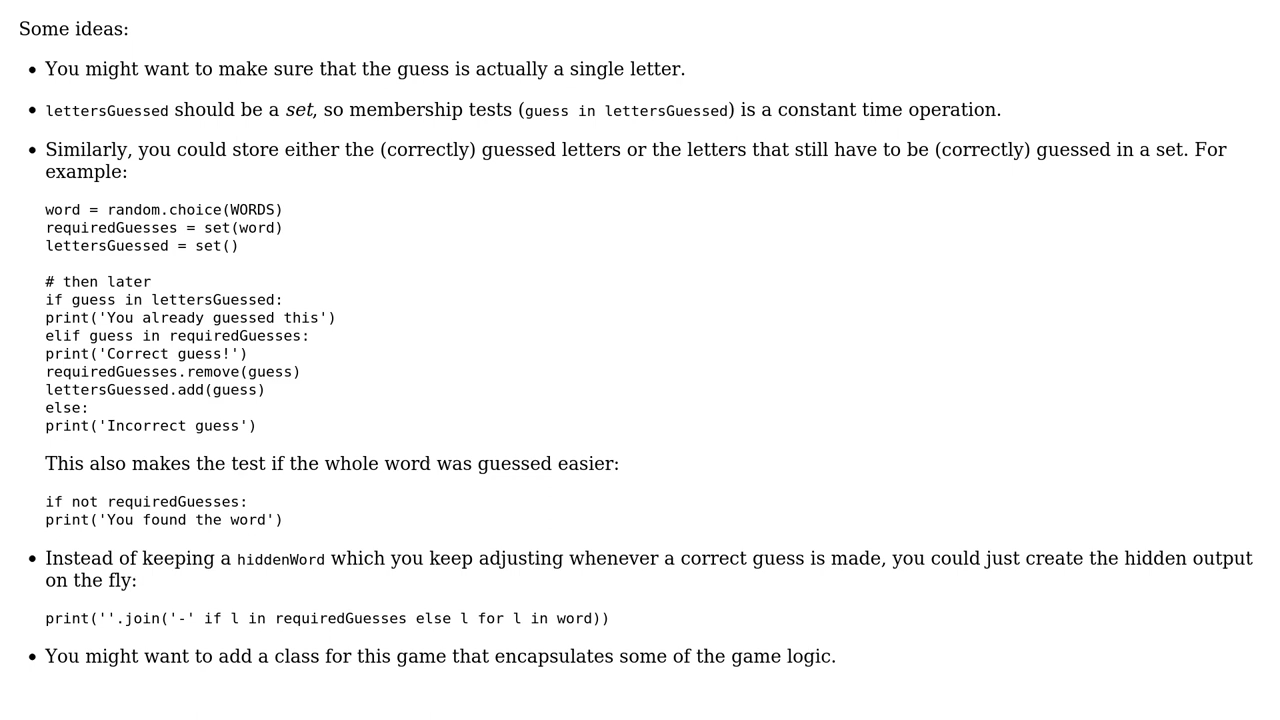 Some ideas:
• You might want to make sure that the guess is actually a single letter.
• lettersGuessed should be a set, so membership tests (guess in lettersGuessed) is a constant time operation.
• Similarly, you could store either the (correctly) guessed letters or the letters that still have to be (correctly) guessed in a set. For
example:
word = random.choice(WORDS)
requiredGuesses = set(word)
lettersGuessed = set()
# then later
if guess in lettersGuessed:
print('You already guessed this')
elif guess in requiredGuesses:
print('Correct guess!')
requiredGuesses.remove(guess)
lettersGuessed.add(guess)
else:
print('Incorrect guess')
This also makes the test if the whole word was guessed easier:
if not requiredGuesses:
print('You found the word')
• Instead of keeping a hiddenWord which you keep adjusting whenever a correct guess is made, you could just create the hidden output
on the fly:
print(''.join('-' if l in requiredGuesses else l for l in word))
• You might want to add a class for this game that encapsulates some of the game logic.